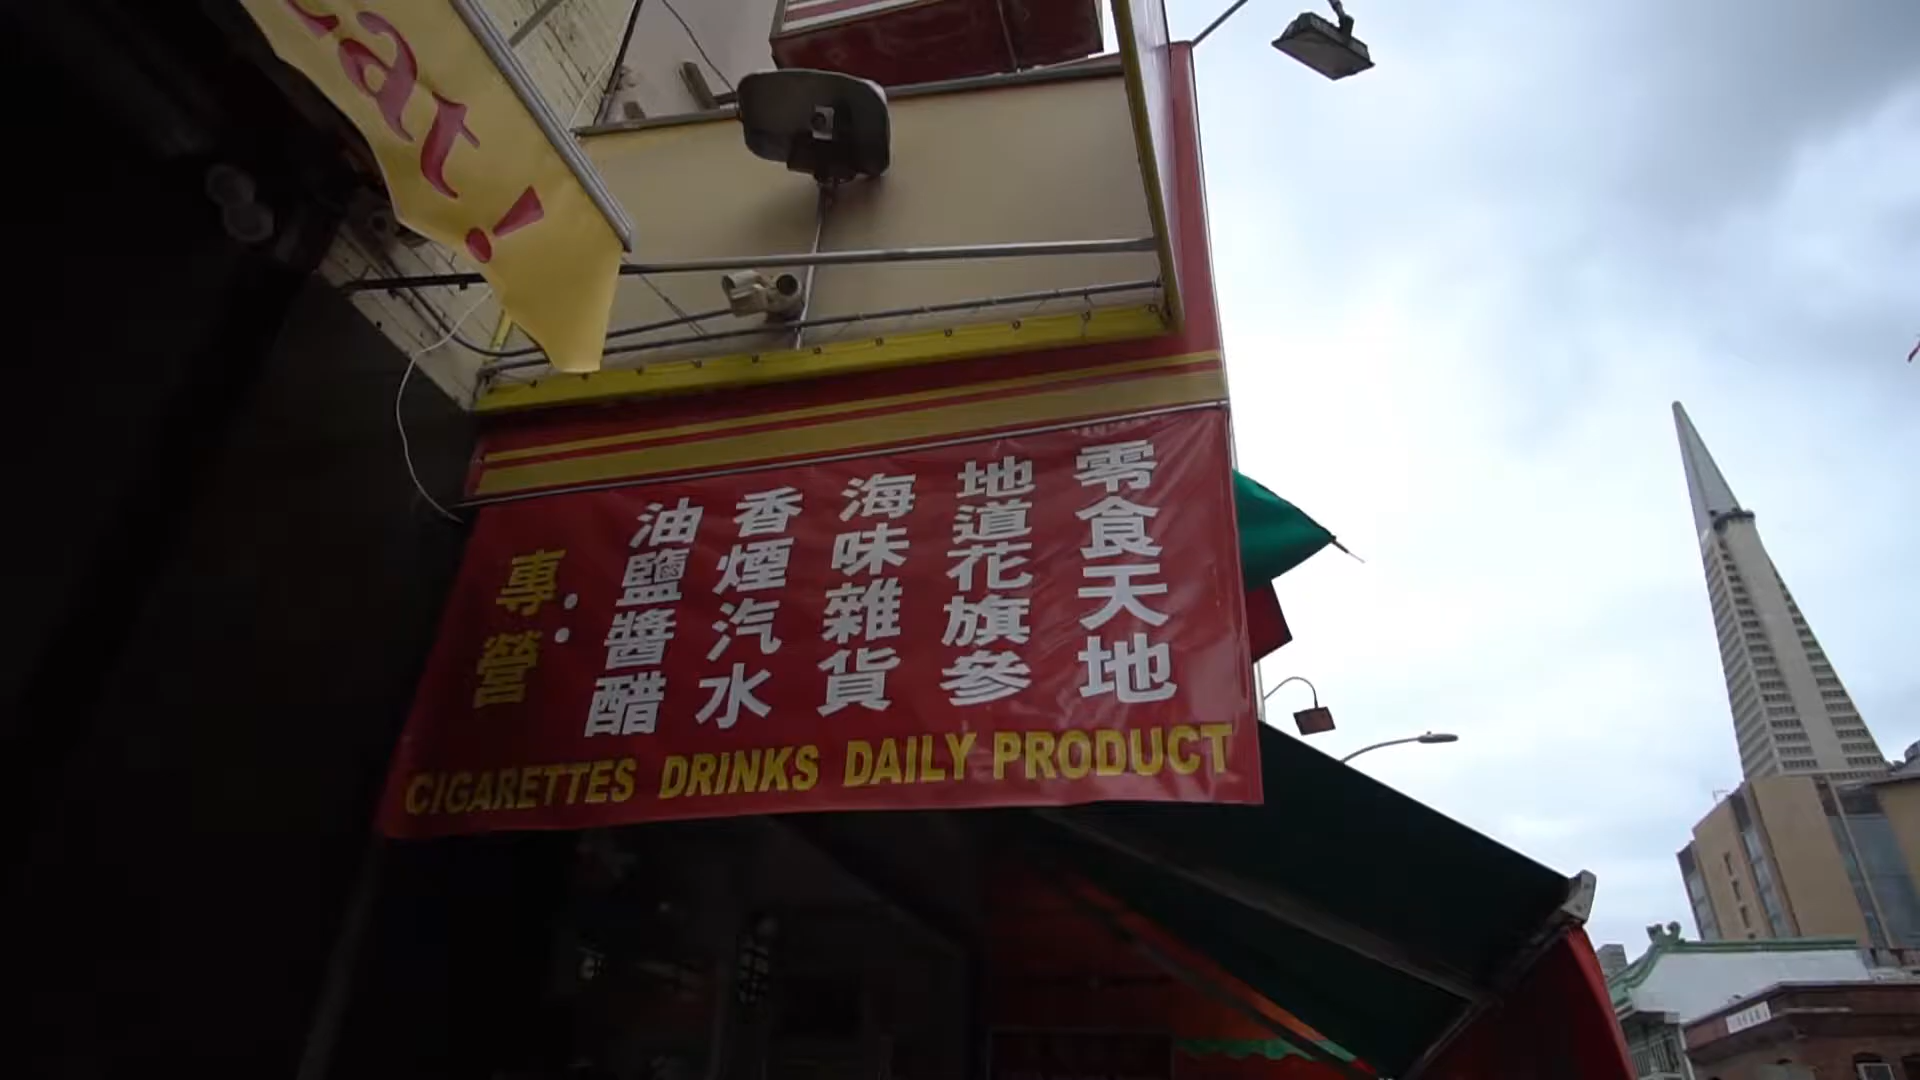 eat!
專營：
油鹽醬醋
香煙汽水
海味雜貨
地道花旗參
零食天地
CIGARETTES DRINKS DAILY PRODUCT